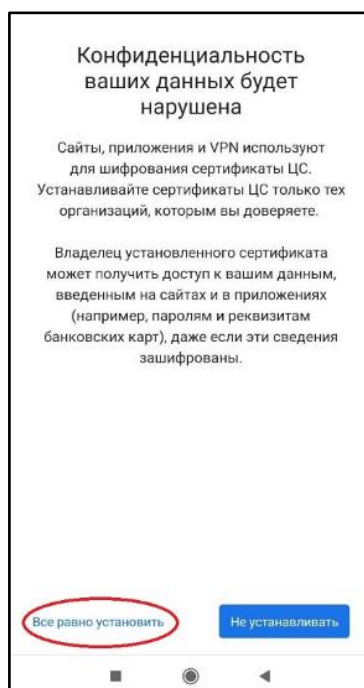 Конфиденциальность
ваших данных будет
нарушена
Сайты, приложения и VPN используют
для шифрования сертификаты ЦС.
Устанавливайте сертификаты ЦС только тех
организаций, которым вы доверяете.
Владелец установленного сертификата
может получить доступ к вашим данным,
введенным на сайтах и в приложениях
(например, паролям и реквизитам
банковских карт), даже если эти сведения
зашифрованы.
Все равно установить
Не устанавливать